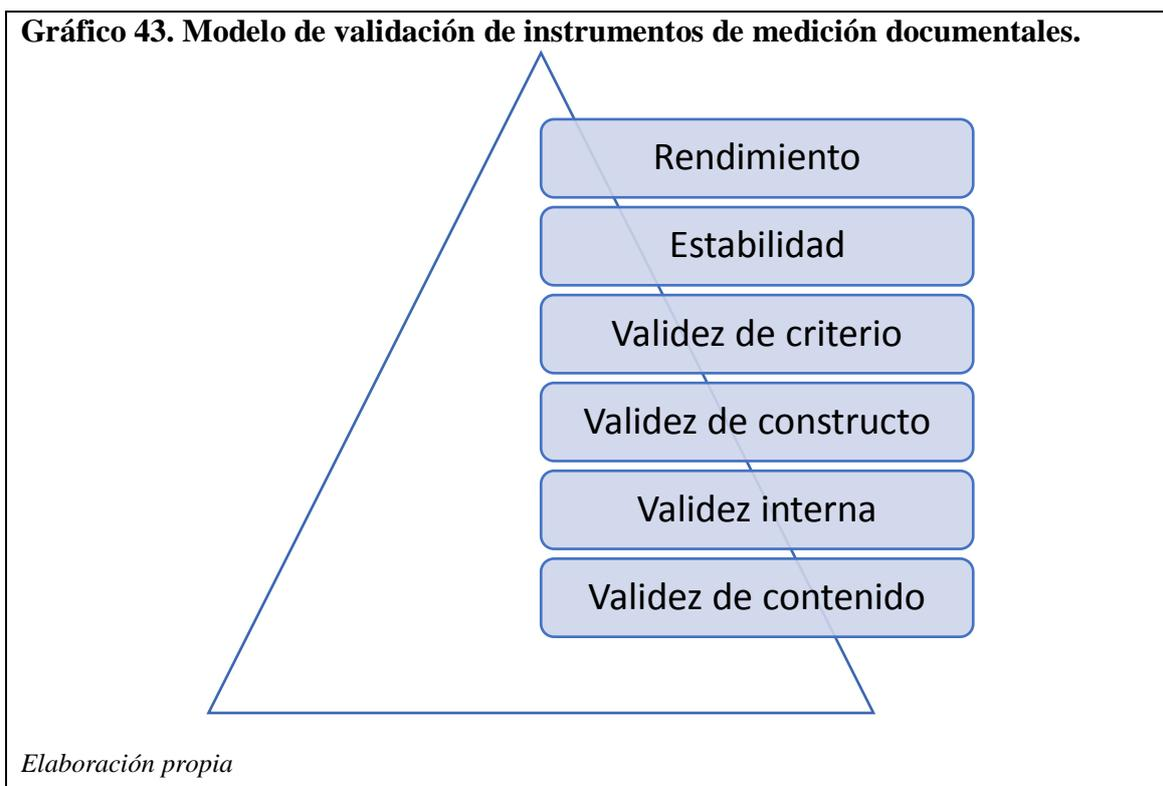 Gráfico 43. Modelo de validación de instrumentos de medición documentales.
Rendimiento
Estabilidad
Validez de criterio
Validez de constructo
Validez interna
Validez de contenido
Elaboración propia